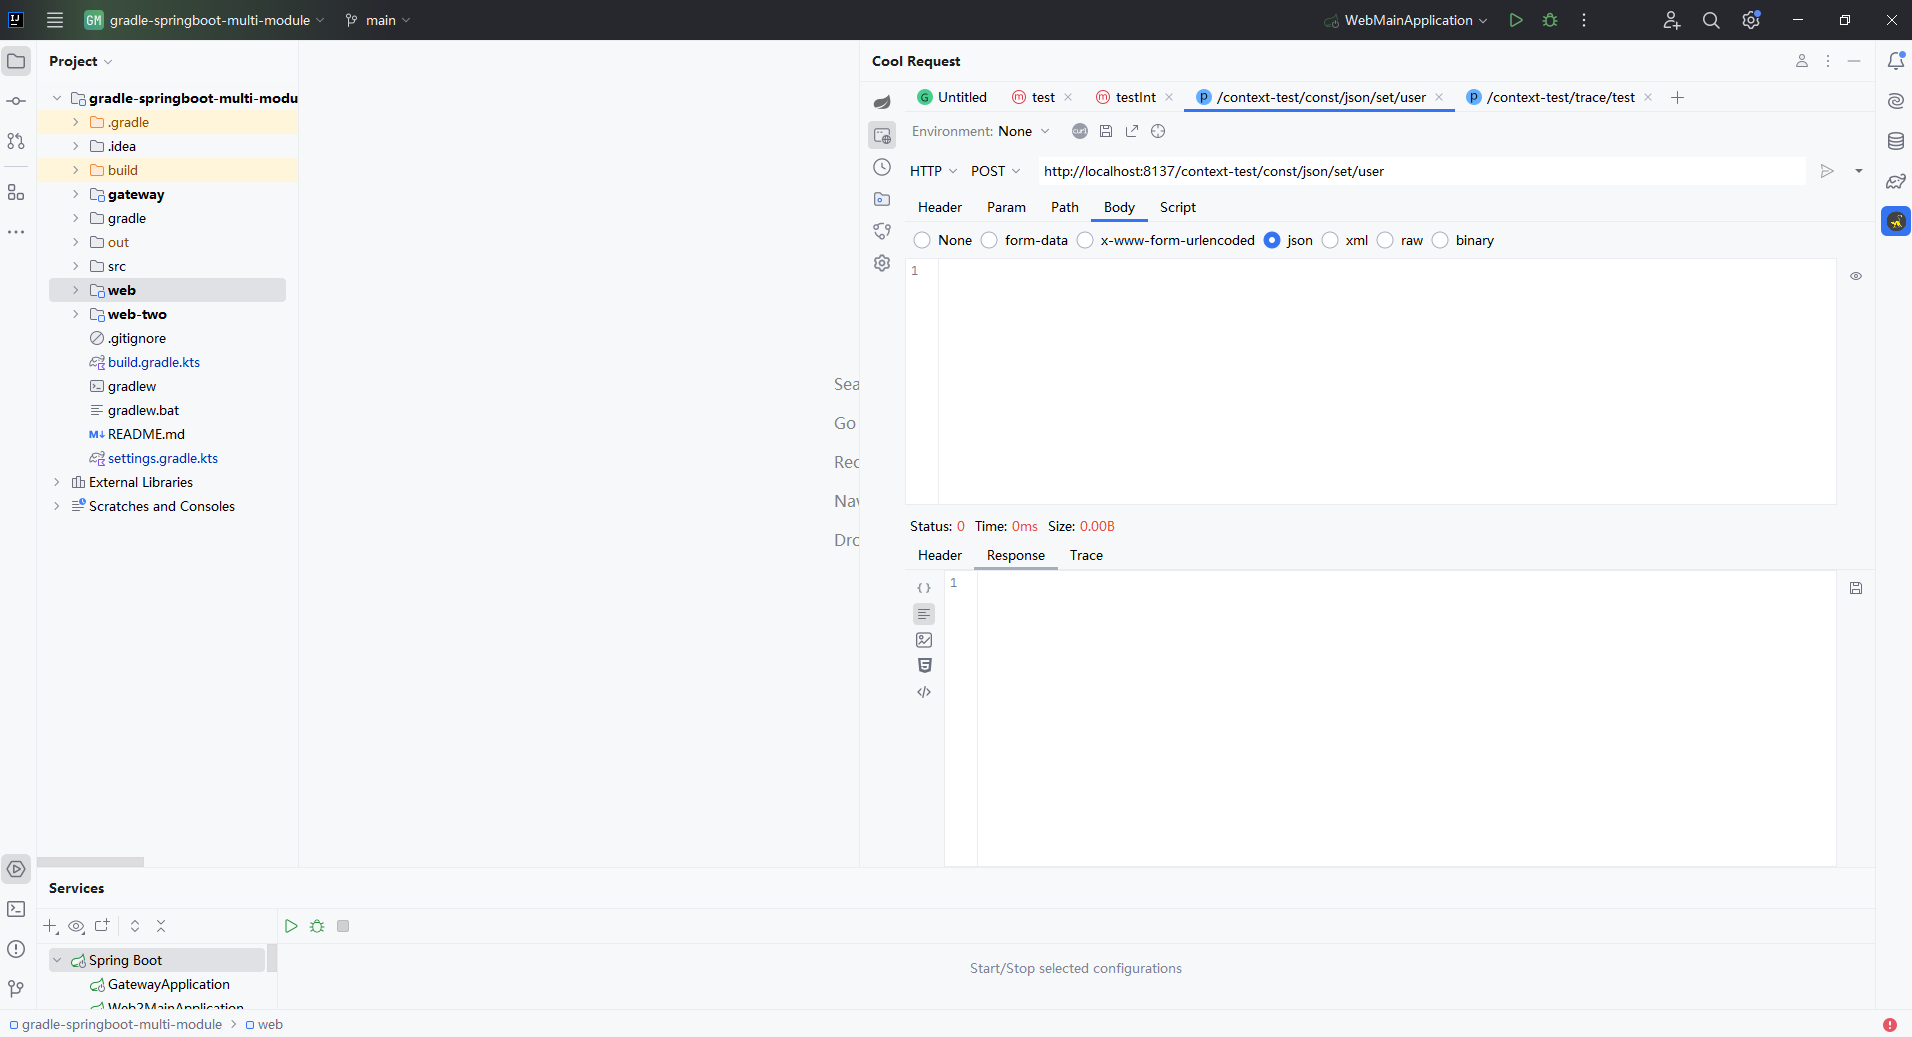 GM gradle-springboot-multi-module main WebMainApplication
Project
gradle-springboot-multi-modu
.gradle
.idea
build
gateway
gradle
out
src
web
web-two
.gitignore
build.gradle.kts
gradlew
gradlew.bat
M↓ README.md
settings.gradle.kts
External Libraries
Scratches and Consoles
Sea
Go
Rec
Nav
Dro
Cool Request
G Untitled m test m testInt p /context-test/const/json/set/user p /context-test/trace/test
Environment: None curl
HTTP POST http://localhost:8137/context-test/const/json/set/user
Header Param Path Body Script
None form-data x-www-form-urlencoded json xml raw binary
1
Status: 0 Time: 0ms Size: 0.00B
Header Response Trace
1
Services
Spring Boot
GatewayApplication
Web2MainApplication
Start/Stop selected configurations
gradle-springboot-multi-module > web